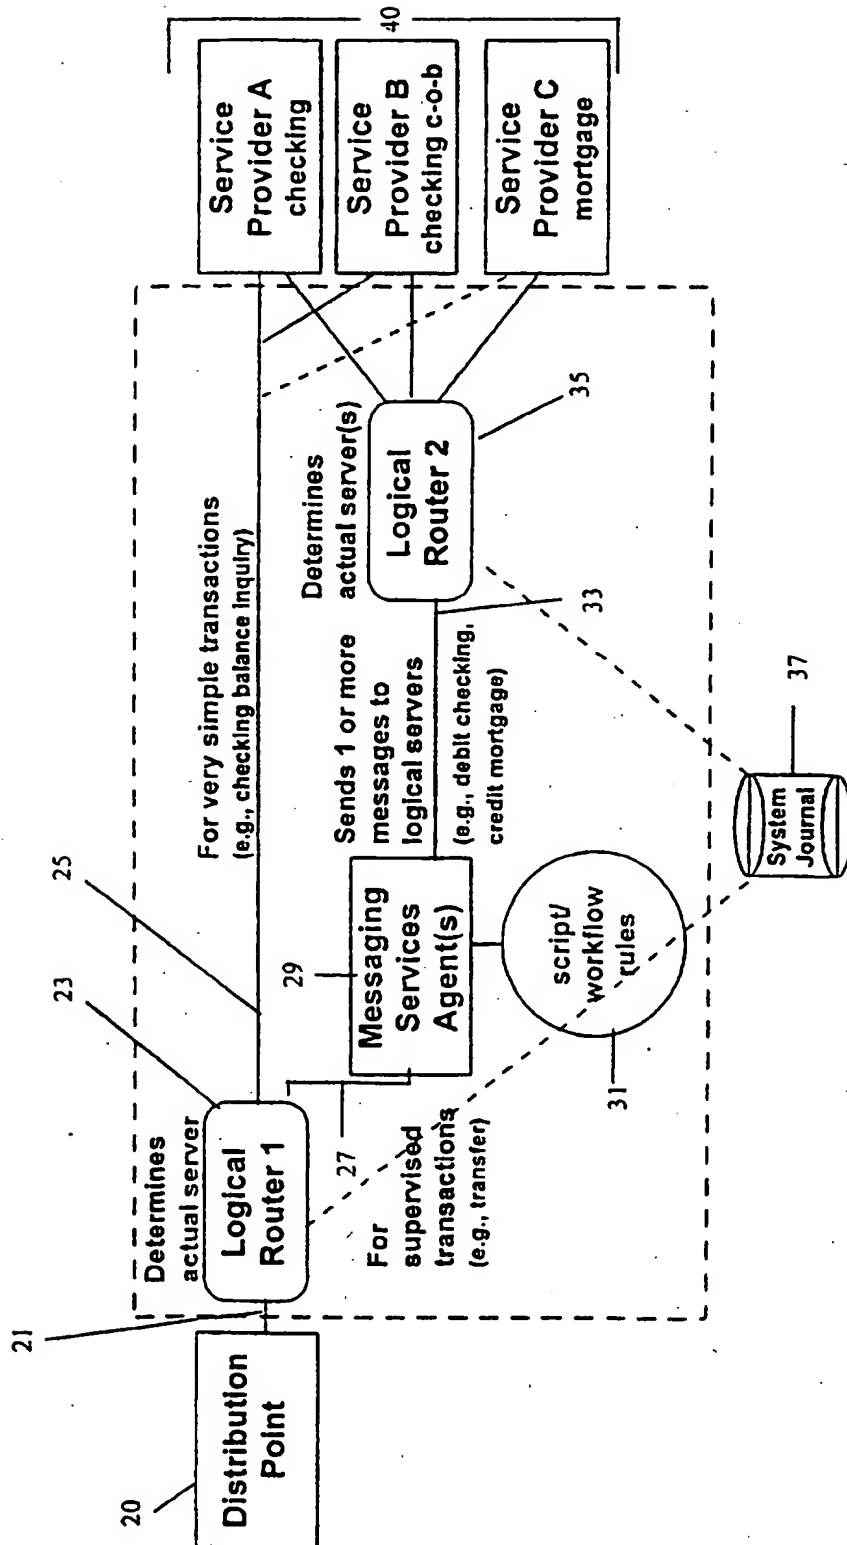 20
Distribution
Point
21
Determines
actual server
Logical
Router 1
23
25
For very simple transactions
(e.g., checking balance inquiry)
27
For
supervised
transactions
(e.g., transfer)
29
Messaging
Services
Agent(s)
script/
workflow
rules
31
Sends 1 or more
messages to
logical servers
(e.g., debit checking,
credit mortgage)
33
Determines
actual server(s)
Logical
Router 2
35
System
Journal
37
Service
Provider A
checking
Service
Provider B
checking c-o-b
Service
Provider C
mortgage
40